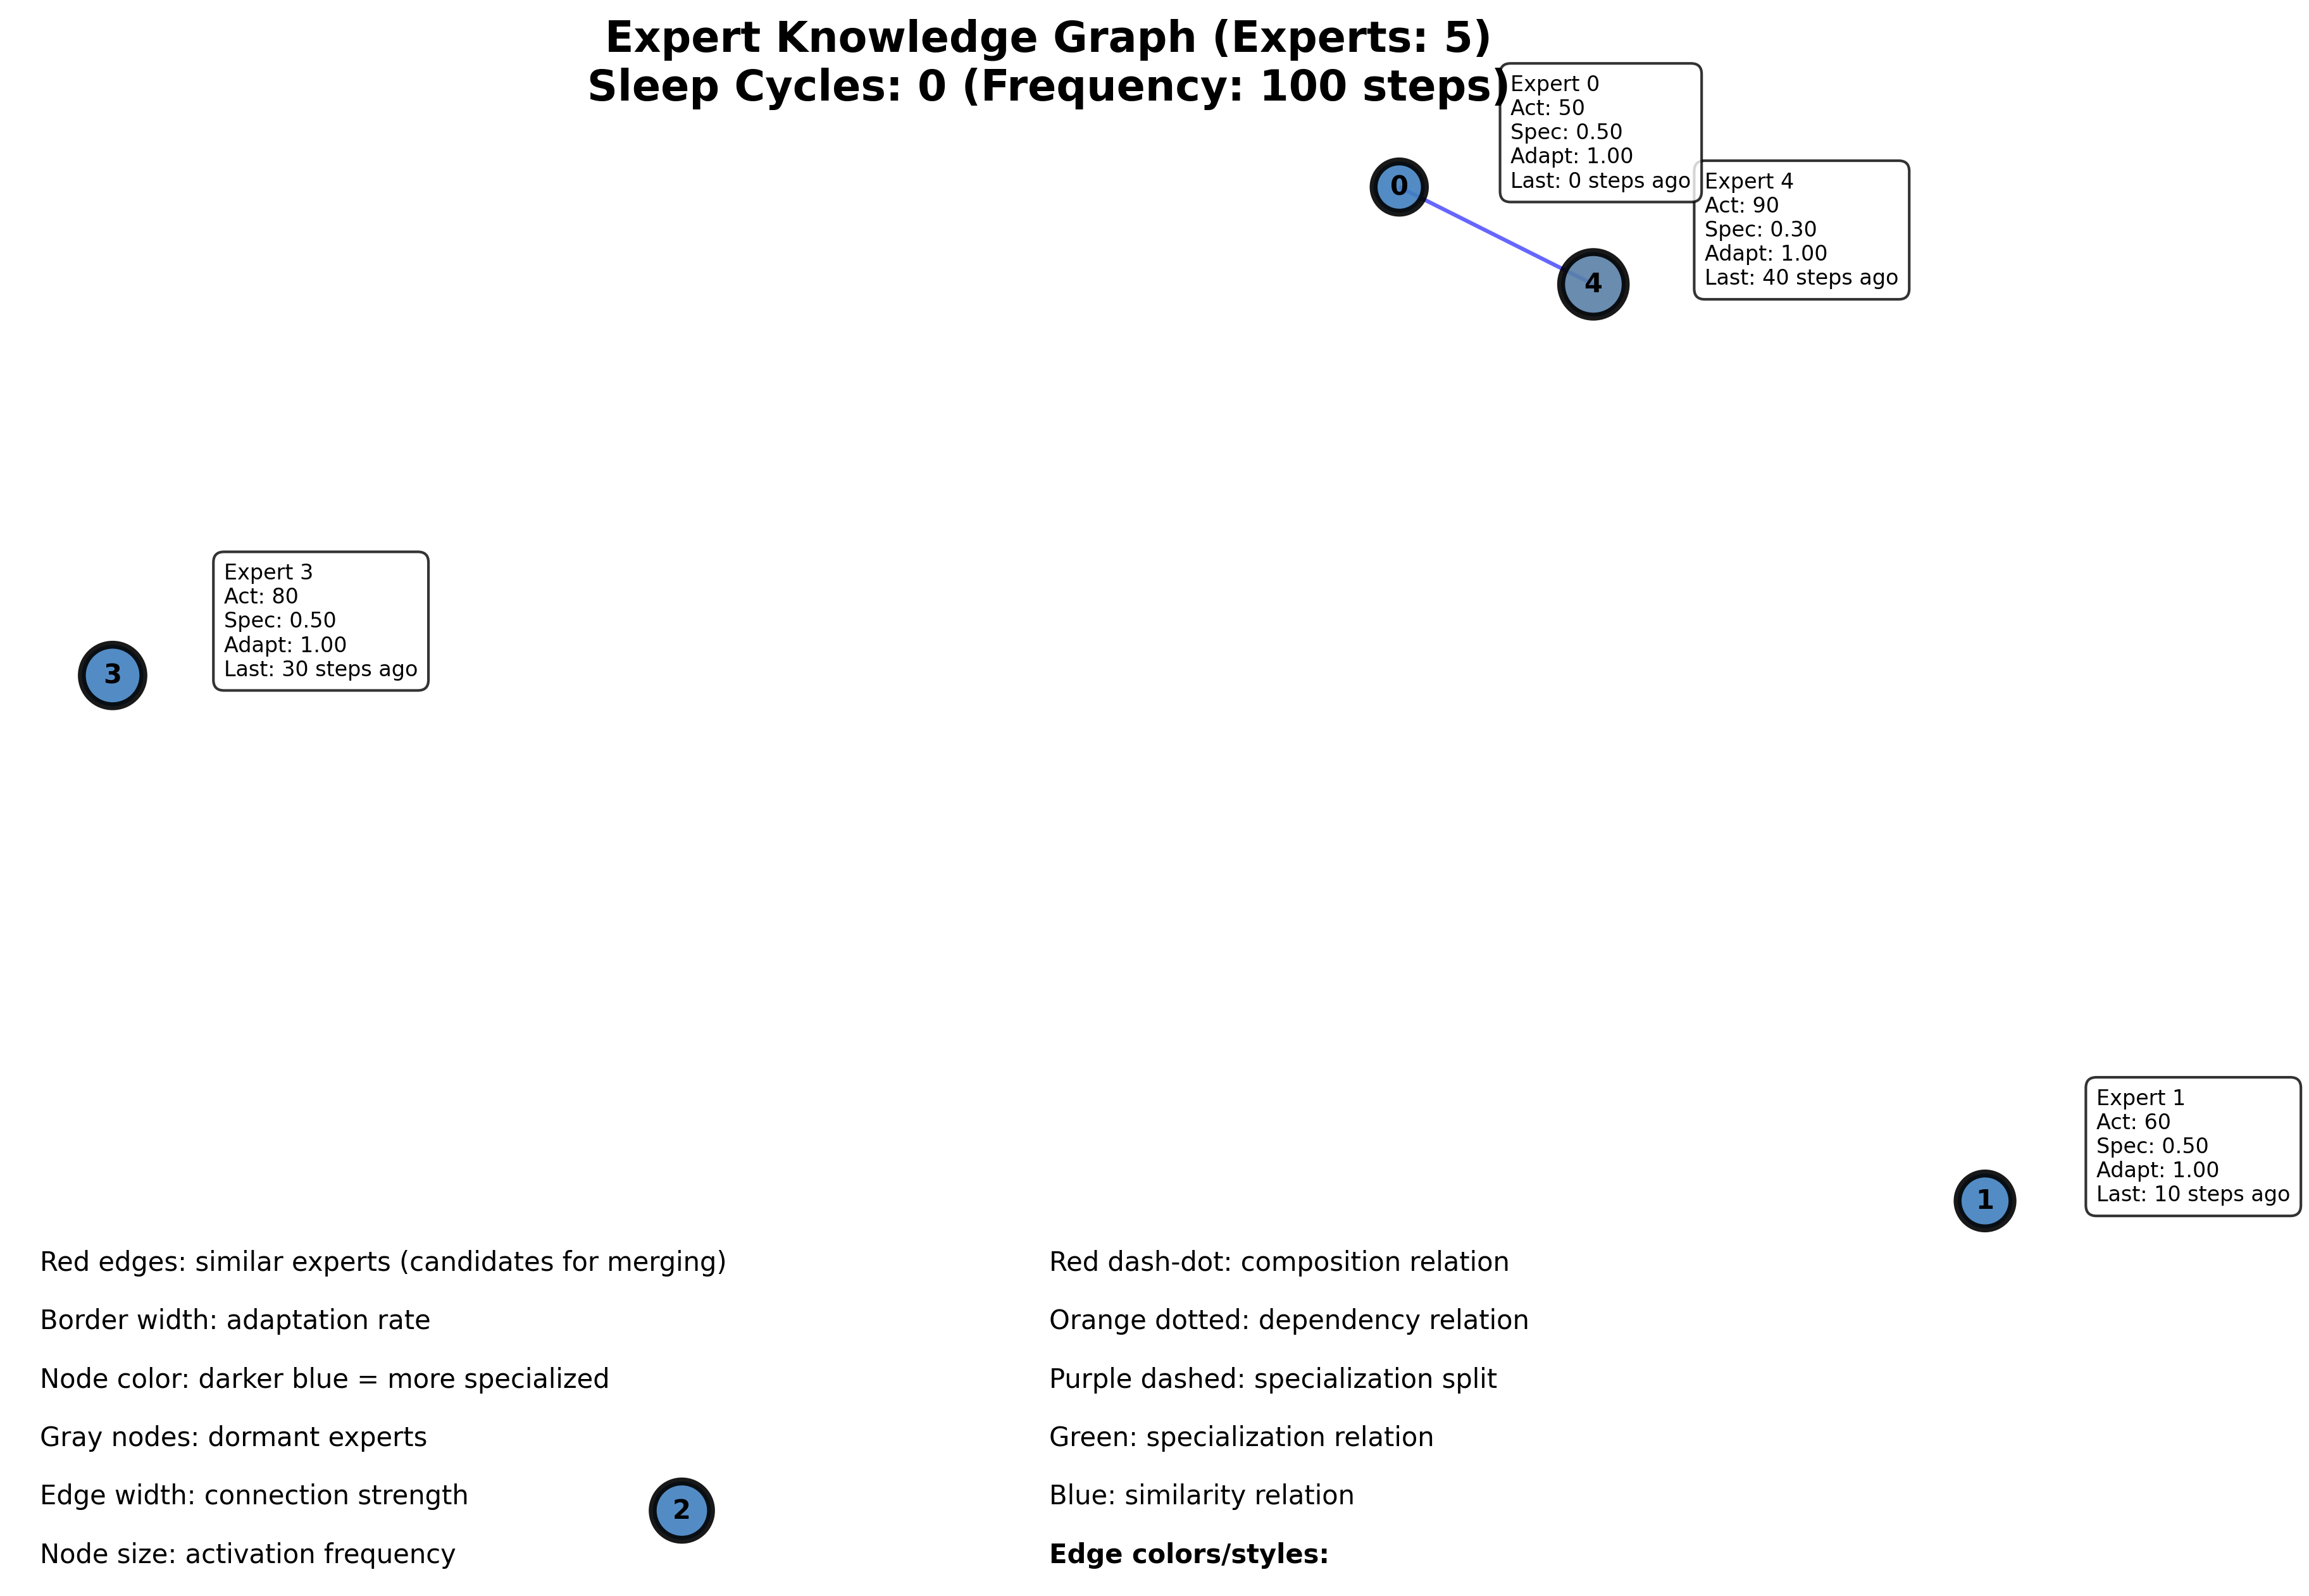 Expert Knowledge Graph (Experts: 5)
Sleep Cycles: 0 (Frequency: 100 steps)
Expert 0
Act: 50
Spec: 0.50
Adapt: 1.00
Last: 0 steps ago
0
Expert 4
Act: 90
Spec: 0.30
Adapt: 1.00
Last: 40 steps ago
4
Expert 3
Act: 80
Spec: 0.50
Adapt: 1.00
Last: 30 steps ago
3
Expert 1
Act: 60
Spec: 0.50
Adapt: 1.00
Last: 10 steps ago
1
Red edges: similar experts (candidates for merging)
Border width: adaptation rate
Node color: darker blue = more specialized
Gray nodes: dormant experts
Edge width: connection strength
Node size: activation frequency
2
Red dash-dot: composition relation
Orange dotted: dependency relation
Purple dashed: specialization split
Green: specialization relation
Blue: similarity relation
Edge colors/styles: